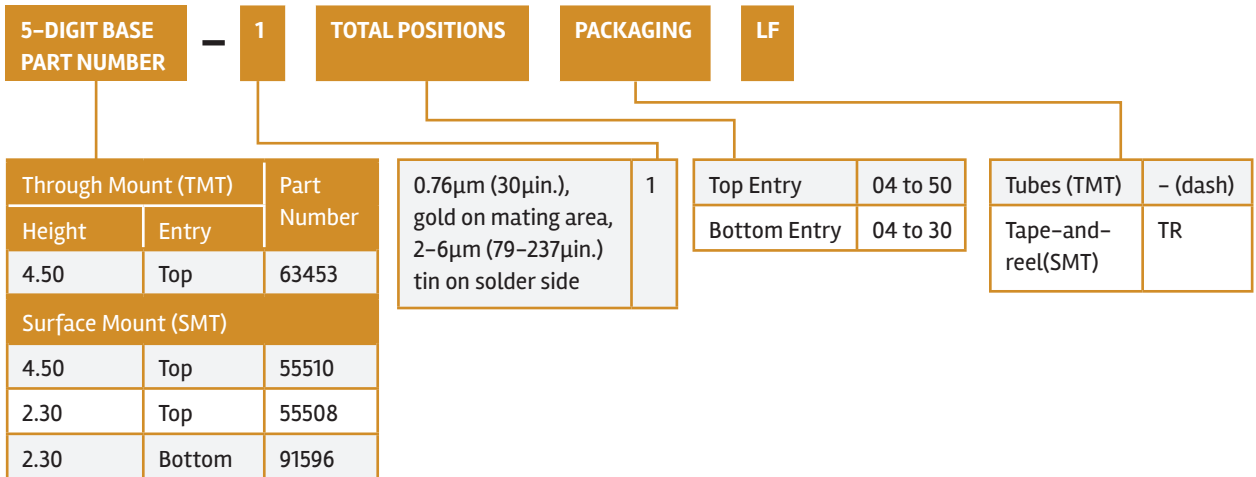 5-DIGIT BASE
PART NUMBER
–
1
TOTAL POSITIONS
PACKAGING
LF
Through Mount (TMT)
Part
Number
Height
Entry
4.50
Top
63453
Surface Mount (SMT)
4.50
Top
55510
2.30
Top
55508
2.30
Bottom
91596
0.76µm (30µin.),
gold on mating area,
2-6µm (79-237µin.)
tin on solder side
1
Top Entry
04 to 50
Bottom Entry
04 to 30
Tubes (TMT)
- (dash)
Tape-and-
reel(SMT)
TR